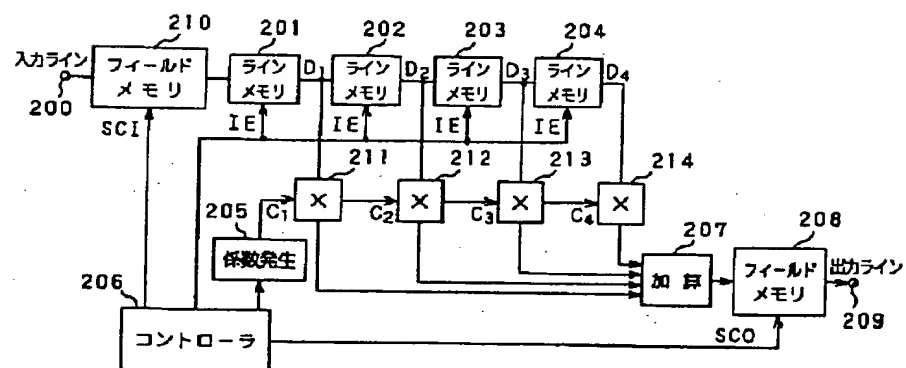 210
201
202
203
204
入力ライン
200
フィールド
メモリ
ライン
メモリ
D1
ライン
メモリ
D2
ライン
メモリ
D3
ライン
メモリ
D4
SCI
IE
IE
IE
IE
211
212
213
214
×
×
×
×
C1
C2
C3
C4
205
係数発生
206
コントローラ
207
加算
208
フィールド
メモリ
出力ライン
209
SCO